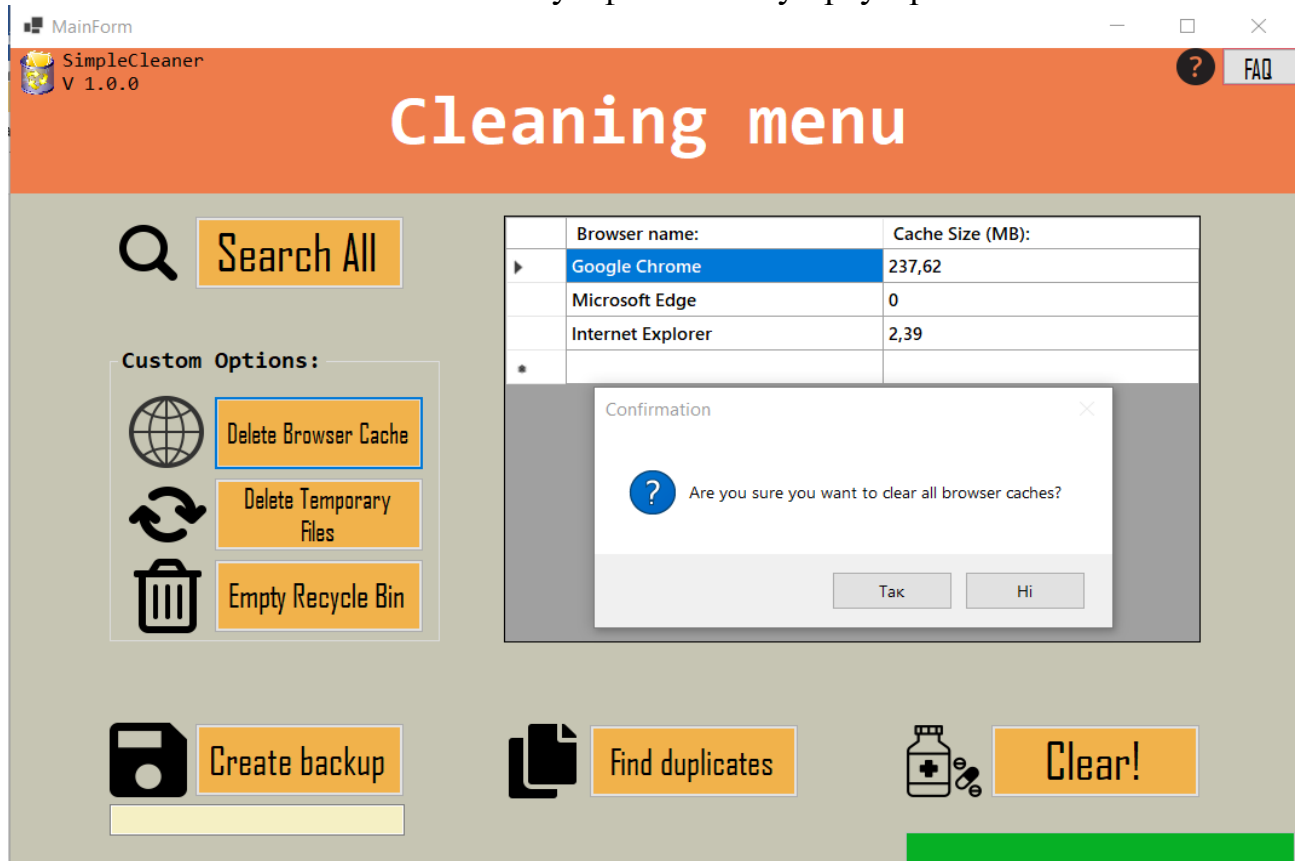 MainForm
SimpleCleaner
V 1.0.0
?
FAQ
Cleaning menu
Search All
Browser name: Cache Size (MB):
Google Chrome 237,62
Microsoft Edge 0
Internet Explorer 2,39
Custom Options:
Delete Browser Cache
Delete Temporary
Files
Empty Recycle Bin
Confirmation
?
Are you sure you want to clear all browser caches?
Так Ні
Create backup
Find duplicates
Clear!